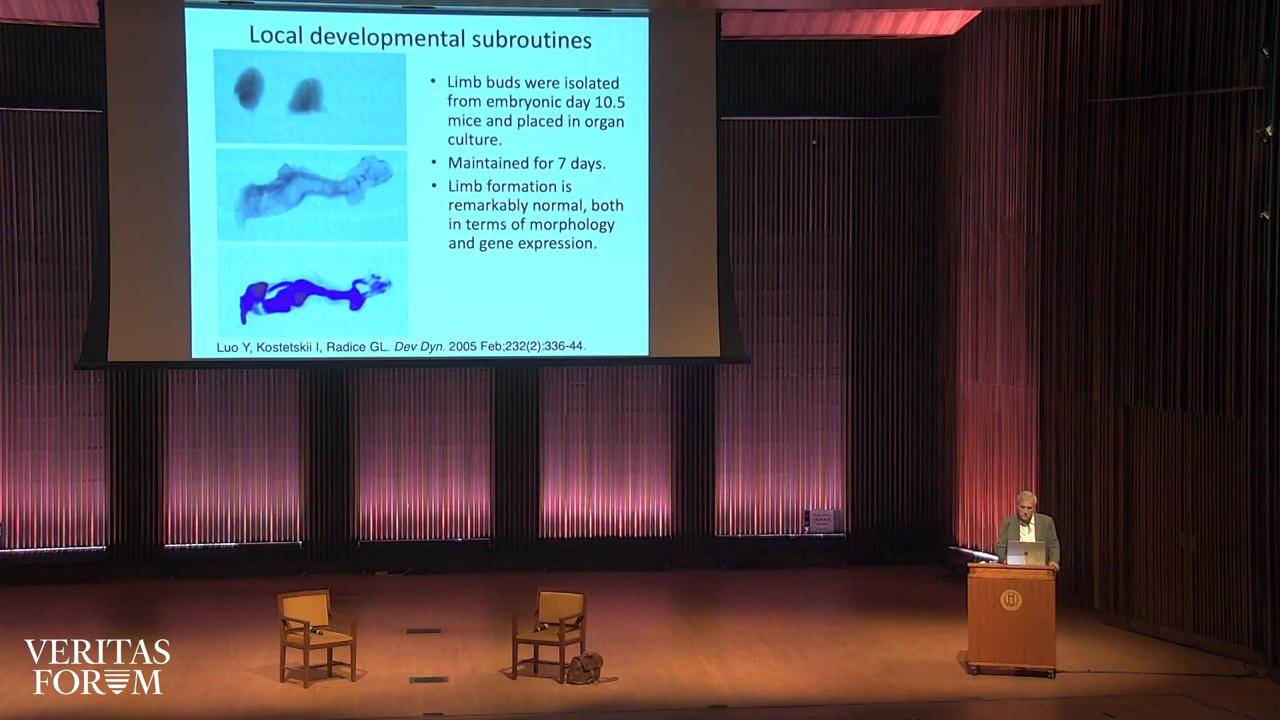 Local developmental subroutines
• Limb buds were isolated
from embryonic day 10.5
mice and placed in organ
culture.
• Maintained for 7 days.
• Limb formation is
remarkably normal, both
in terms of morphology
and gene expression.
Luo Y, Kostetskii I, Radice GL. Dev Dyn. 2005 Feb;232(2):336-44.
VERITAS
FORUM